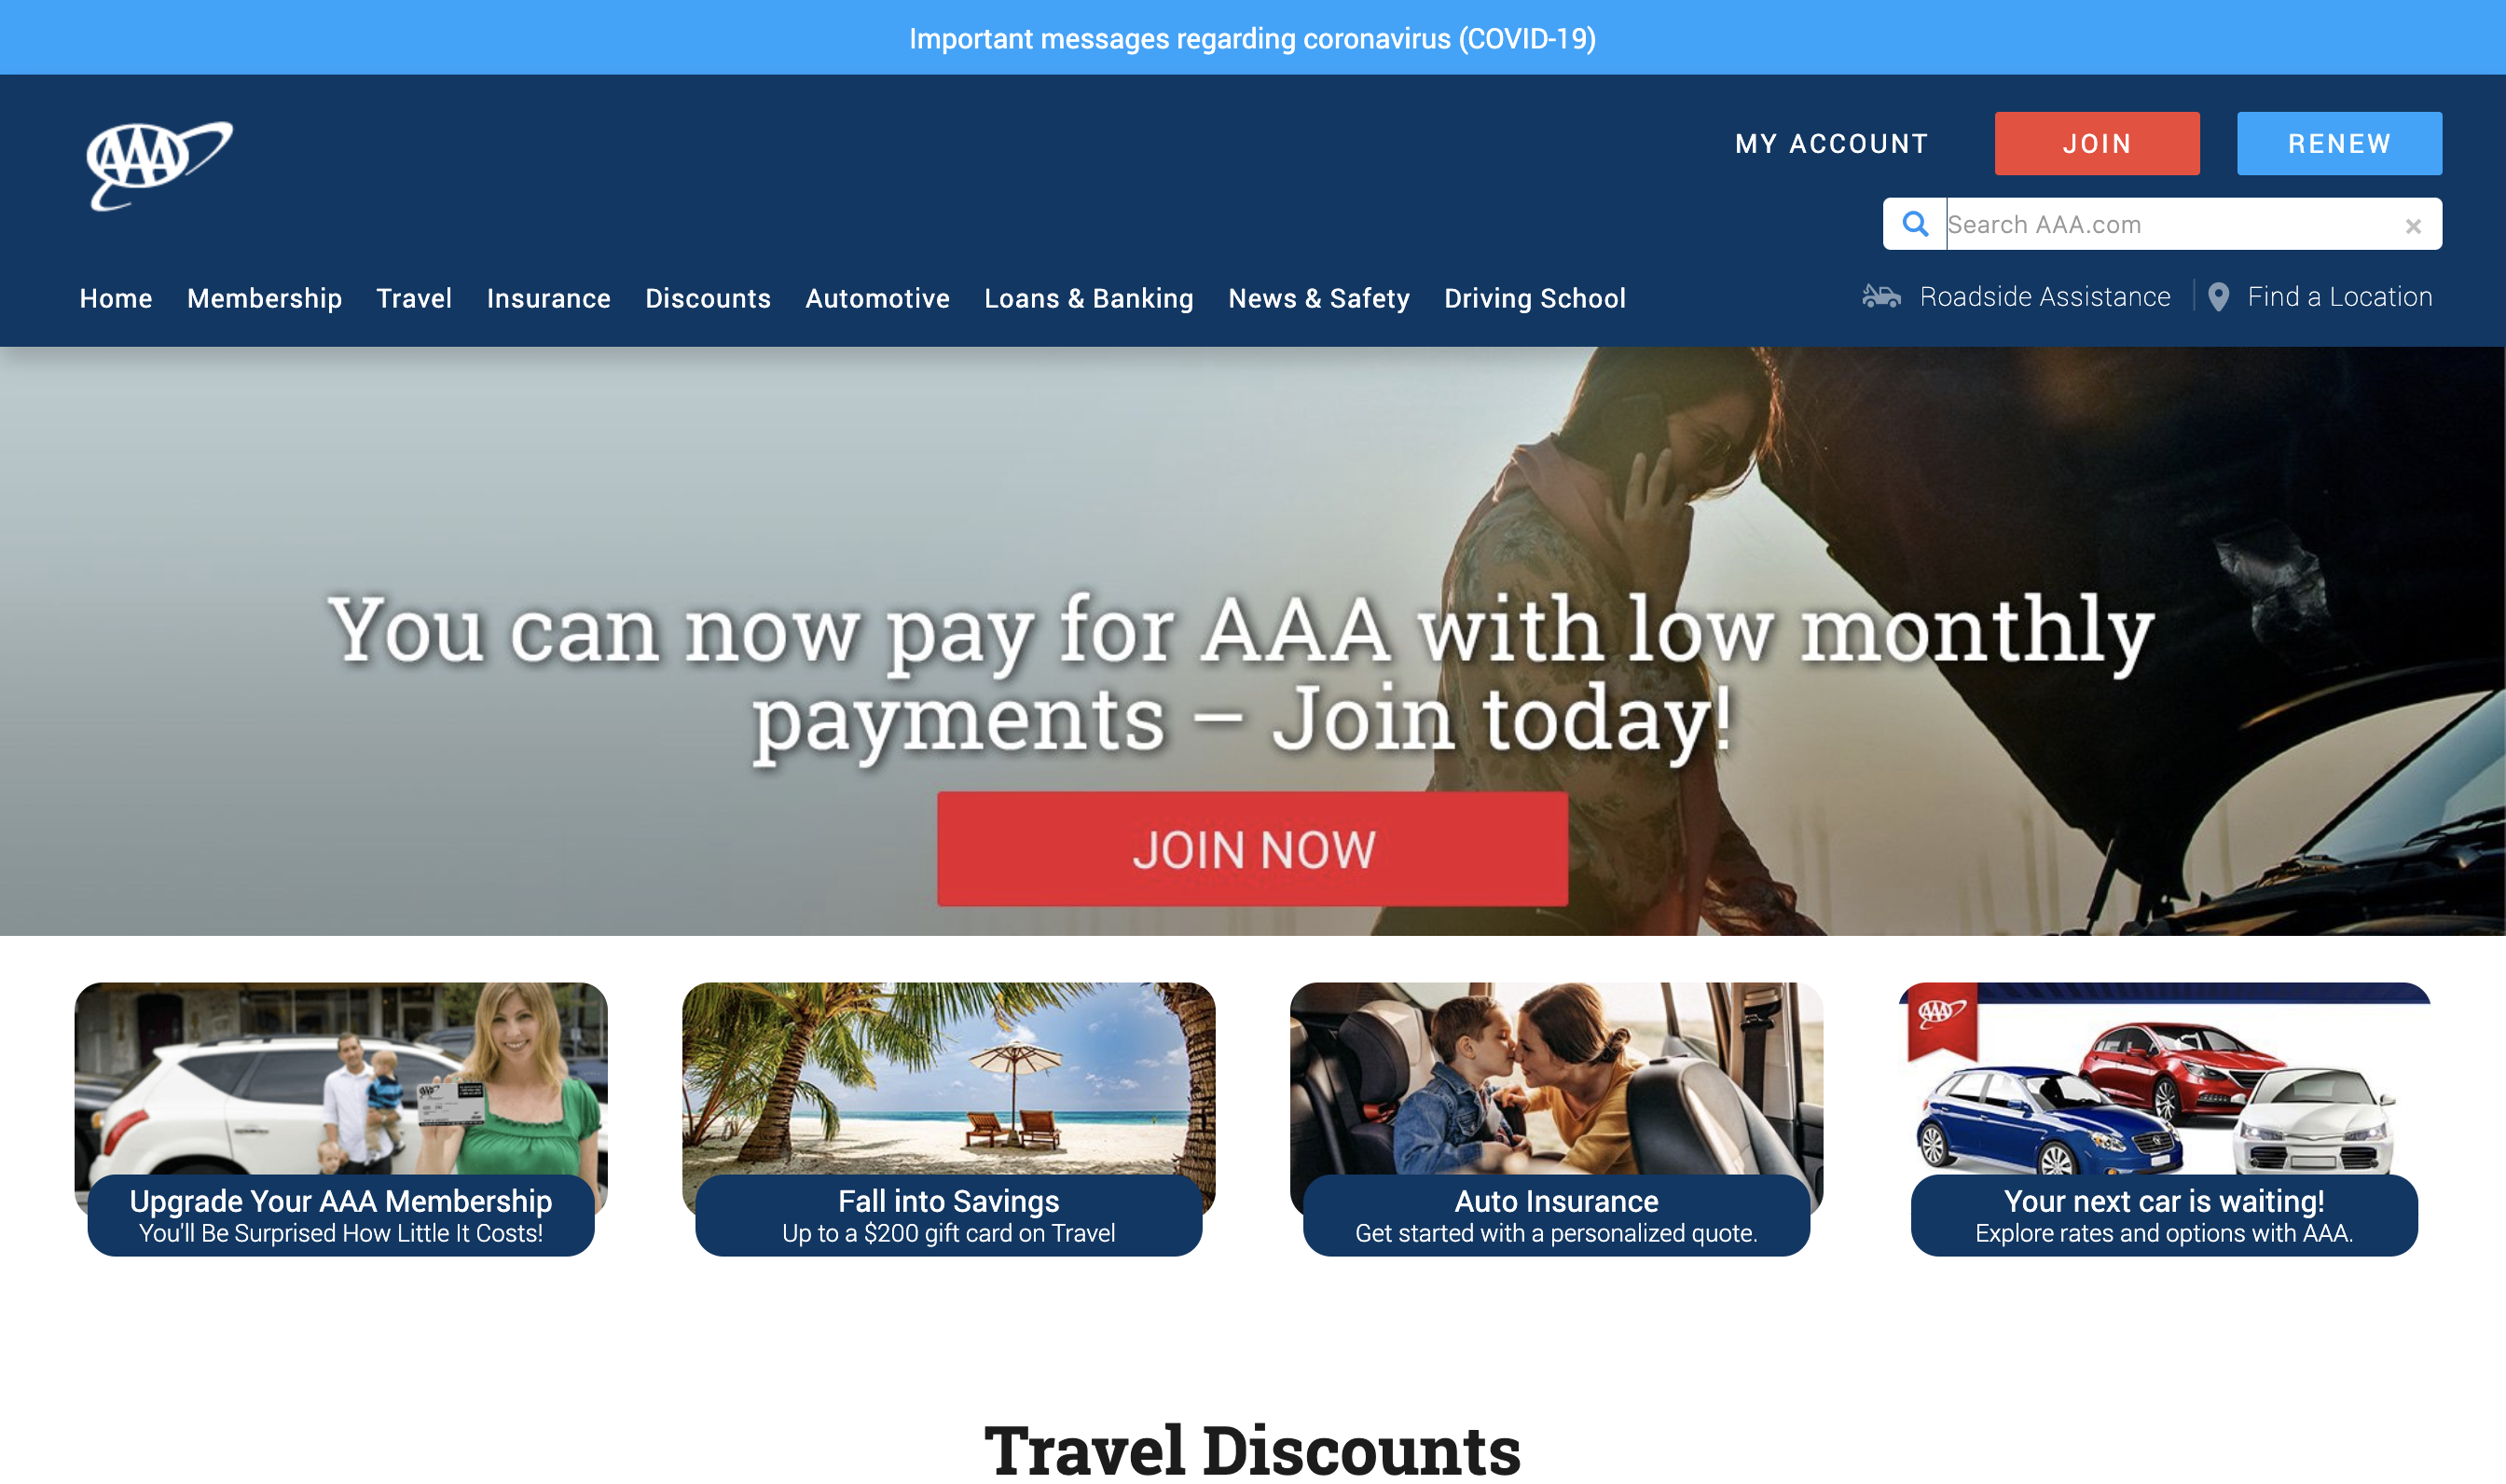 Important messages regarding coronavirus (COVID-19)
AAA
MY ACCOUNT
JOIN
RENEW
Search AAA.com
Home
Membership
Travel
Insurance
Discounts
Automotive
Loans & Banking
News & Safety
Driving School
Roadside Assistance
Find a Location
You can now pay for AAA with low monthly
payments – Join today!
JOIN NOW
AAA
AAA
Upgrade Your AAA Membership
You'll Be Surprised How Little It Costs!
Fall into Savings
Up to a $200 gift card on Travel
Auto Insurance
Get started with a personalized quote.
Your next car is waiting!
Explore rates and options with AAA.
Travel Discounts